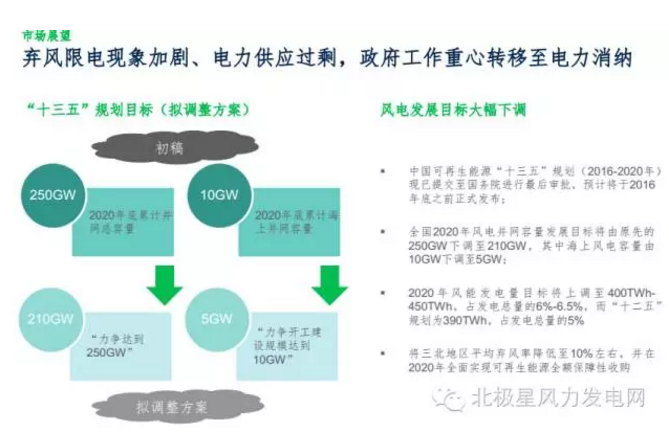 市场展望
弃风限电现象加剧、电力供应过剩，政府工作重心转移至电力消纳
“十三五”规划目标（拟调整方案）
初稿
250GW
2020年底累计并
网总容量
10GW
2020年底累计海
上并网容量
210GW
“力争达到
250GW”
5GW
“力争开工建
设规模达到
10GW”
拟调整方案
风电发展目标大幅下调
▪ 中国可再生能源“十三五”规划（2016-2020年）
现已提交至国务院进行最后审批，预计将于2016
年底之前正式发布；
▪ 全国2020年风电并网容量发展目标将由原先的
250GW下调至210GW，其中海上风电容量由
10GW下调至5GW；
▪ 2020年风能发电量目标将上调至400TWh-
450TWh，占发电总量的6%-6.5%，而“十二五”
规划为390TWh，占发电总量的5%
▪ 将三北地区平均弃风率降低至10%左右，并在
2020年全面实现可再生能源全额保障性收购
北极星风力发电网